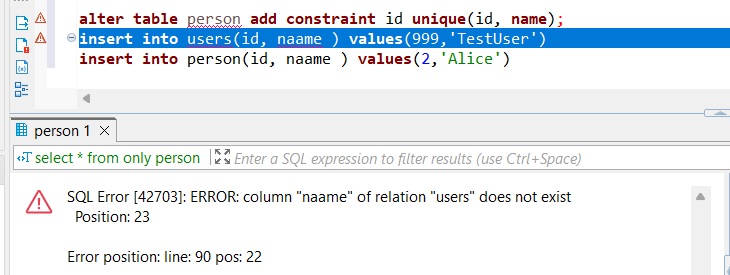 alter table person add constraint id unique(id, name);
insert into users(id, naame ) values(999,'TestUser')
insert into person(id, naame ) values(2,'Alice')
person 1
select * from only person
Enter a SQL expression to filter results (use Ctrl+Space)
SQL Error [42703]: ERROR: column "naame" of relation "users" does not exist
Position: 23
Error position: line: 90 pos: 22